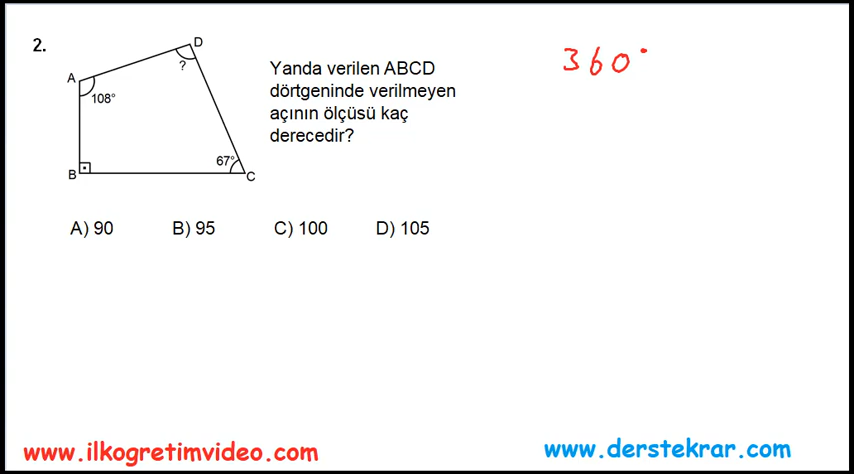 2.
D
?
A
108°
67°
B
C
Yanda verilen ABCD
dörtgeninde verilmeyen
açının ölçüsü kaç
derecedir?
360°
A) 90 B) 95 C) 100 D) 105
www.ilkogretimvideo.com
www.derstekrar.com